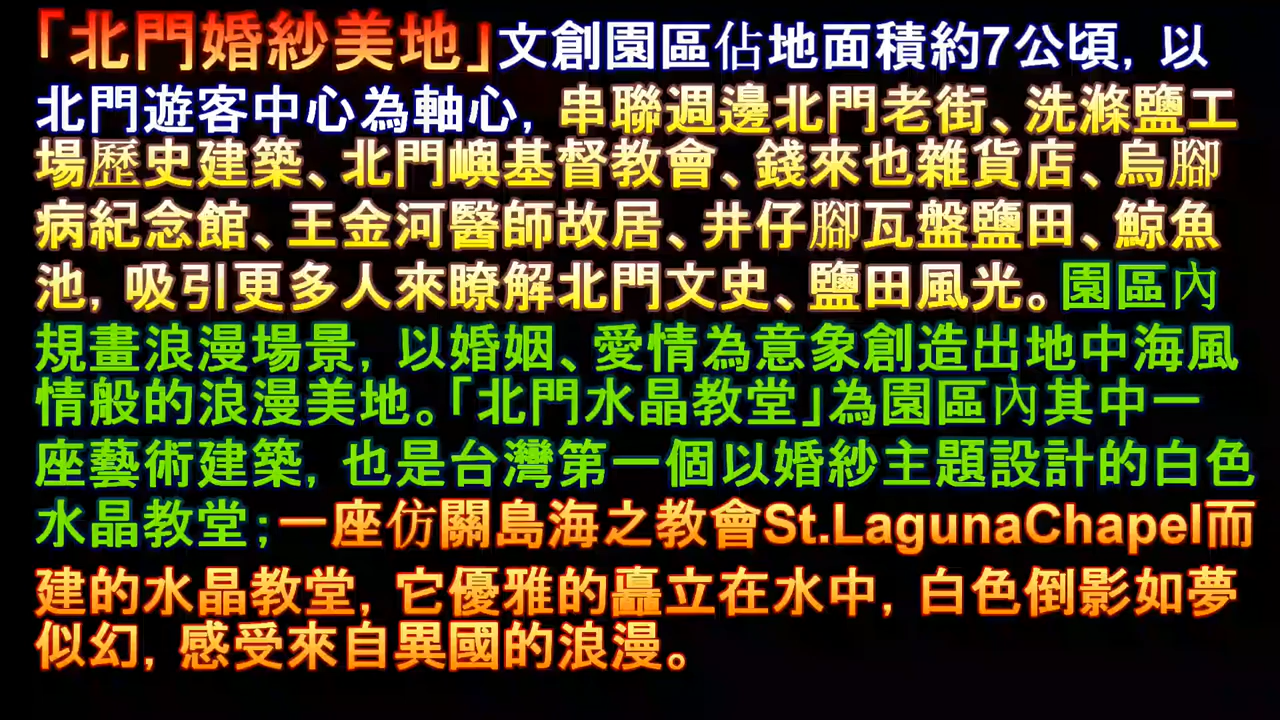 「北門婚紗美地」文創園區佔地面積約7公頃，以
北門遊客中心為軸心，串聯週邊北門老街、洗滌鹽工
場歷史建築、北門嶼基督教會、錢來也雜貨店、烏腳
病紀念館、王金河醫師故居、井仔腳瓦盤鹽田、鯨魚
池，吸引更多人來瞭解北門文史、鹽田風光。園區內
規畫浪漫場景，以婚姻、愛情為意象創造出地中海風
情般的浪漫美地。「北門水晶教堂」為園區內其中一
座藝術建築，也是台灣第一個以婚紗主題設計的白色
水晶教堂；一座仿關島海之教會St.LagunaChapel而
建的水晶教堂，它優雅的矗立在水中，白色倒影如夢
似幻，感受來自異國的浪漫。